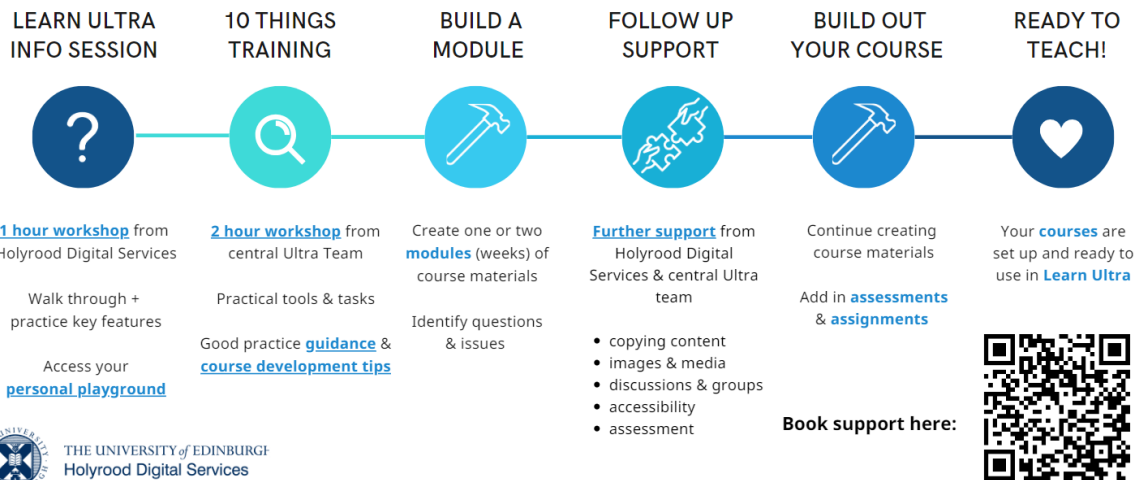 LEARN ULTRA
INFO SESSION
1 hour workshop from
Holyrood Digital Services
Walk through +
practice key features
Access your
personal playground
10 THINGS
TRAINING
2 hour workshop from
central Ultra Team
Practical tools & tasks
Good practice guidance &
course development tips
BUILD A
MODULE
Create one or two
modules (weeks) of
course materials
Identify questions
& issues
FOLLOW UP
SUPPORT
Further support from
Holyrood Digital
Services & central Ultra
team
• copying content
• images & media
• discussions & groups
• accessibility
• assessment
BUILD OUT
YOUR COURSE
Continue creating
course materials
Add in assessments
& assignments
READY TO
TEACH!
Your courses are
set up and ready to
use in Learn Ultra
Book support here:
THE UNIVERSITY of EDINBURGH
Holyrood Digital Services